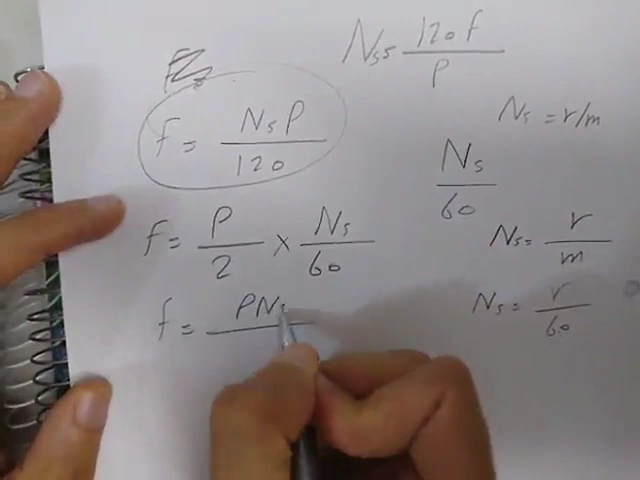 Ns = 120f / P
f = NsP / 120
Ns = r/m
Ns / 60
f = P / 2 × Ns / 60
Ns = r / m
f = PNs
Ns = r / 60